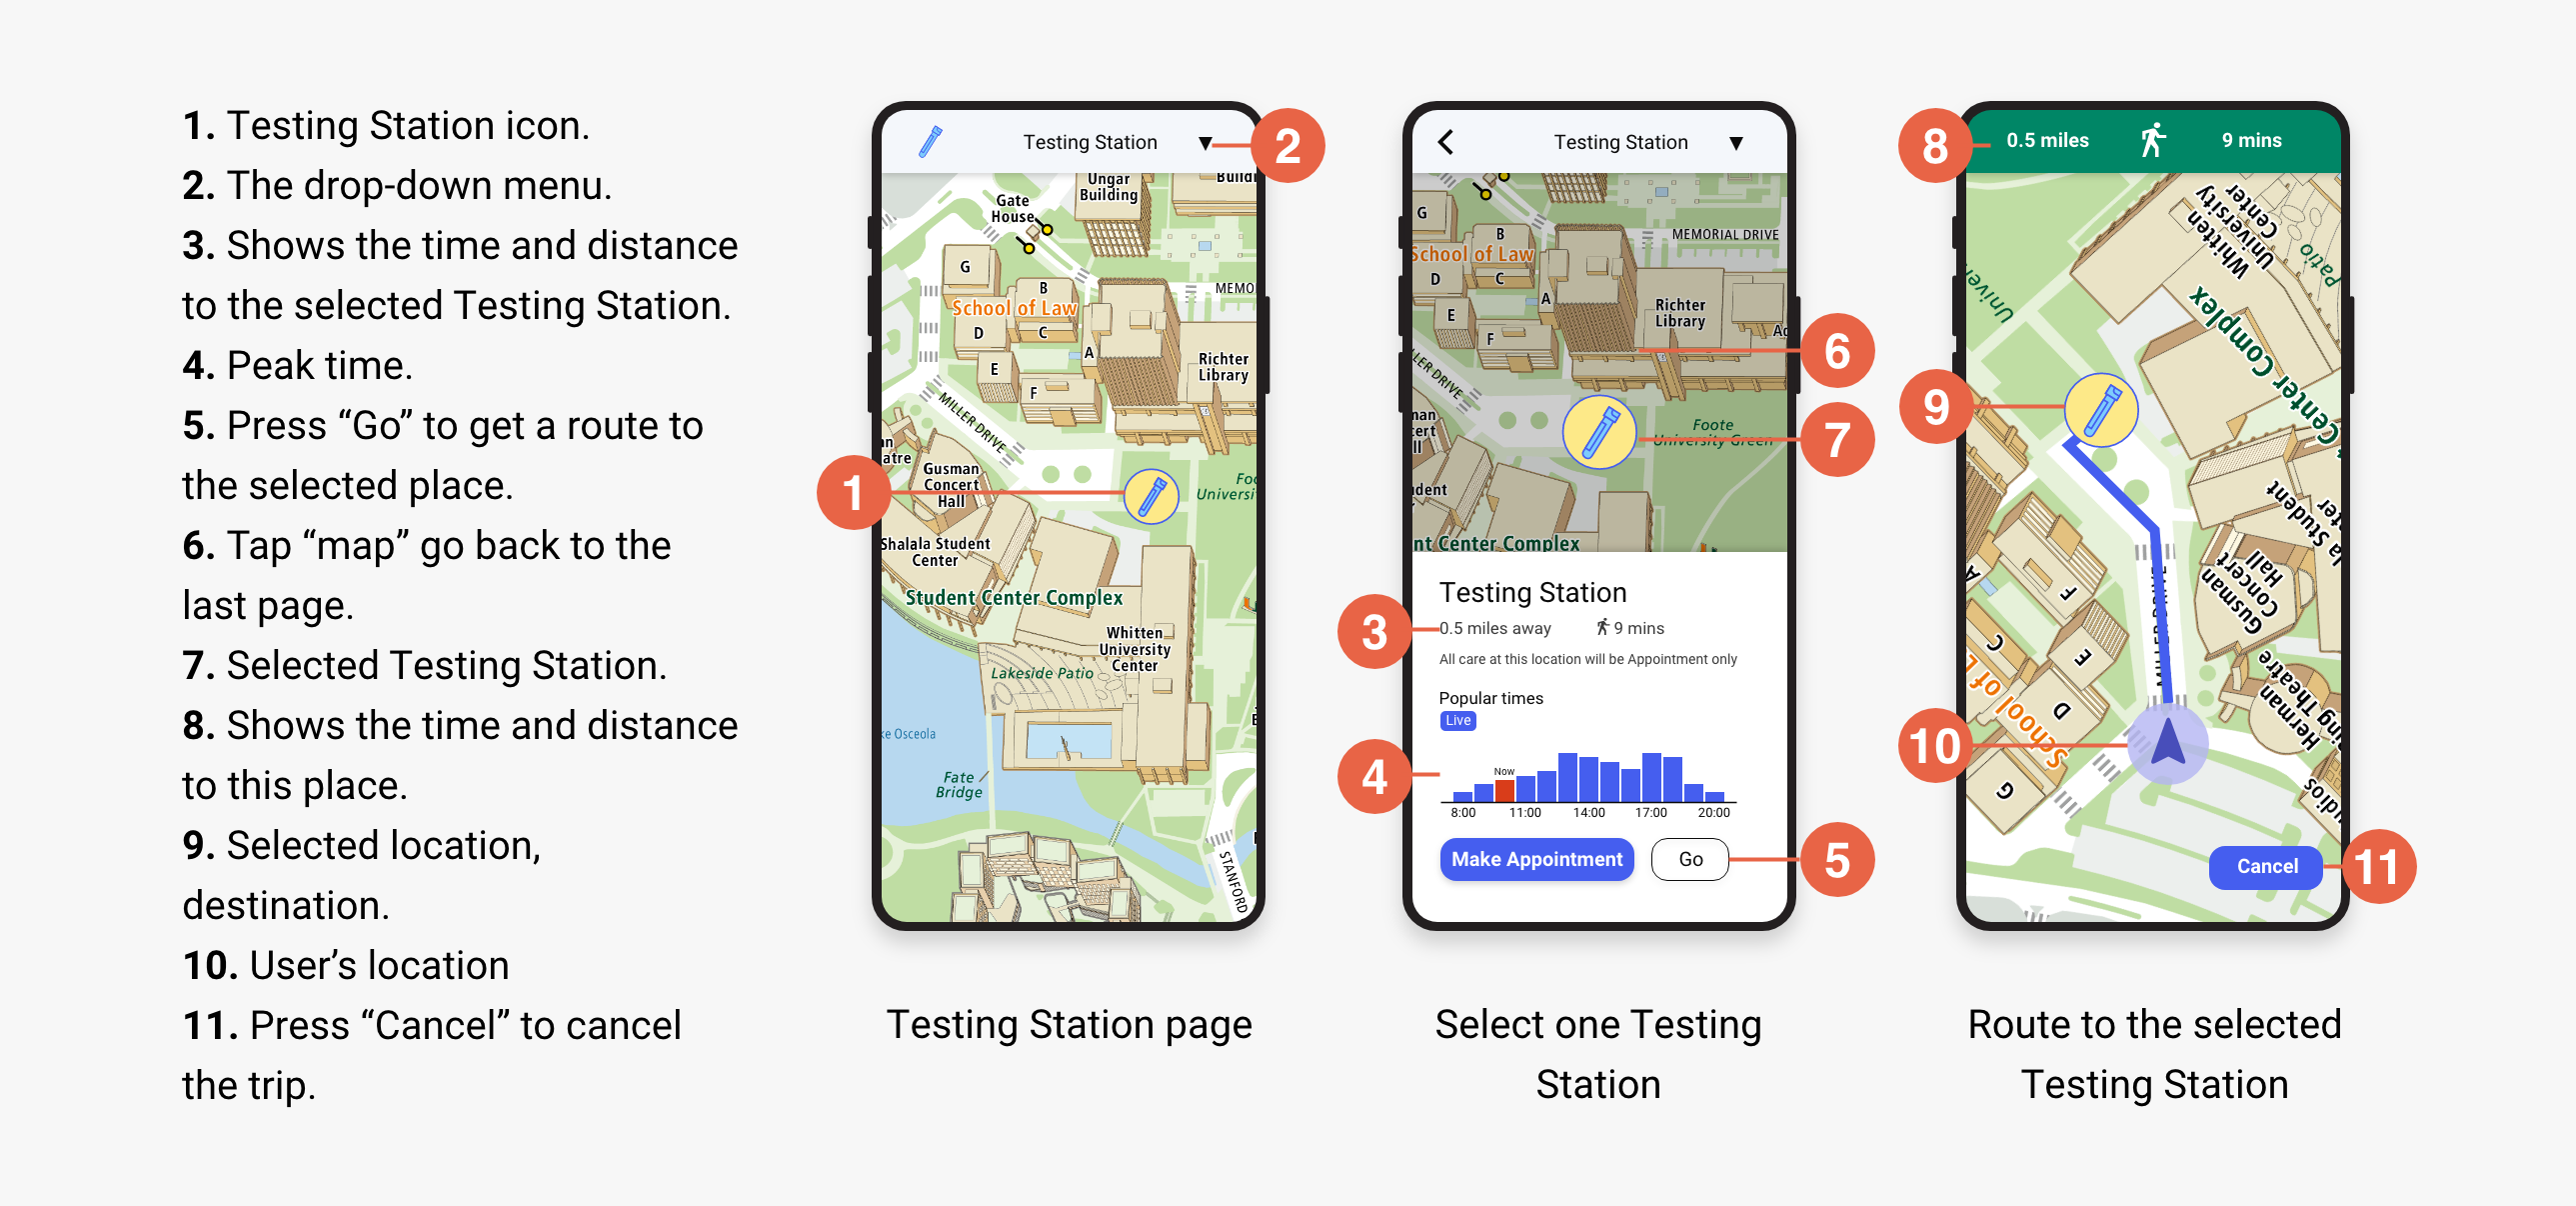 1. Testing Station icon.
2. The drop-down menu.
3. Shows the time and distance
to the selected Testing Station.
4. Peak time.
5. Press “Go” to get a route to
the selected place.
6. Tap “map” go back to the
last page.
7. Selected Testing Station.
8. Shows the time and distance
to this place.
9. Selected location,
destination.
10. User’s location
11. Press “Cancel” to cancel
the trip.
Testing Station
2
Ungar
Building
Gate
House
G
B
School of Law
D
C
A
E
F
Richter
Library
MILLER DRIVE
Gusman
Concert
Hall
1
Shalala Student
Center
Student Center Complex
Whitten
University
Center
Lakeside Patio
Osceola
Fate
Bridge
STANFORD
Testing Station page
Testing Station
G
B
MEMORIAL DRIVE
School of Law
D
C
A
E
F
Richter
Library
6
7
Foote
University Green
Center Complex
Testing Station
3
0.5 miles away
9 mins
All care at this location will be Appointment only
Popular times
Live
4
Now
8:00 11:00 14:00 17:00 20:00
Make Appointment
Go
5
Select one Testing
Station
8
0.5 miles
9 mins
Whitten
University
Center
Patio
Center Complex
9
Student
Gusman
Concert
Hall
MILLER DRIVE
F
E
C
D
School of
G
Herman
Theatre
10
Cancel
11
Route to the selected
Testing Station